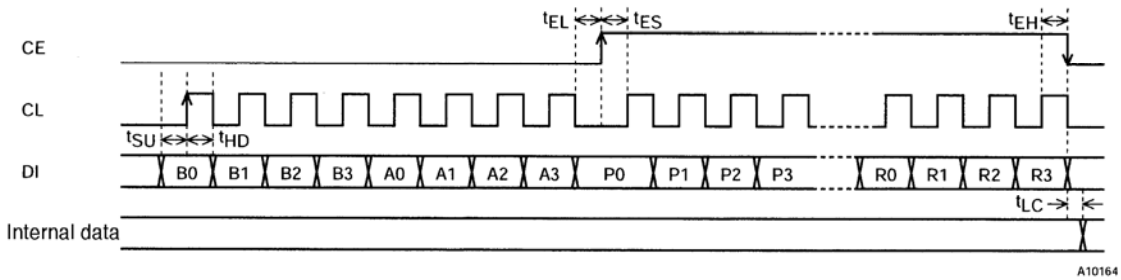 tEL tES tEH
CE
CL
tSU tHD
DI B0 B1 B2 B3 A0 A1 A2 A3 P0 P1 P2 P3 R0 R1 R2 R3
tLC
Internal data
A10164